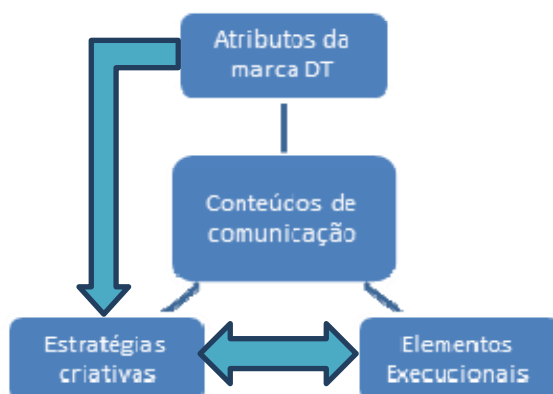 Atributos da
marca DT
Conteúdos de
comunicação
Estratégias
criativas
Elementos
Execucionais